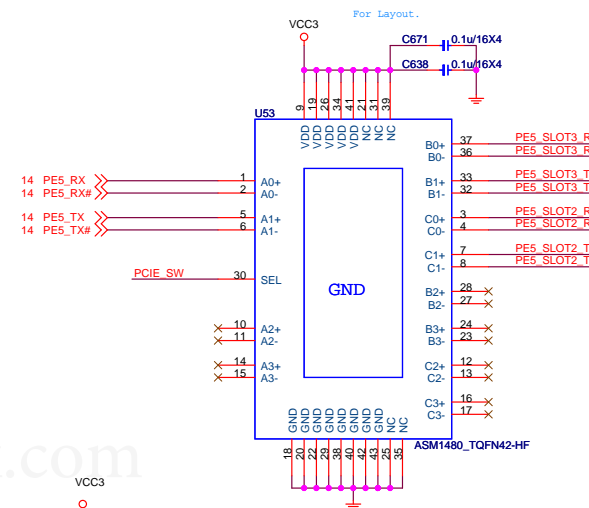 For Layout.
VCC3
C671 0.1u/16X4
C638 0.1u/16X4
9 19 26 34 41 21 31 39
U53
VDD VDD VDD VDD VDD NC NC NC
B0+ 37 PE5_SLOT3_R
B0- 36 PE5_SLOT3_R
14 PE5_RX 1 A0+
14 PE5_RX# 2 A0-
B1+ 33 PE5_SLOT3_T
B1- 32 PE5_SLOT3_T
14 PE5_TX 5 A1+
14 PE5_TX# 6 A1-
C0+ 3 PE5_SLOT2_R
C0- 4 PE5_SLOT2_R
C1+ 7 PE5_SLOT2_T
C1- 8 PE5_SLOT2_T
PCIE_SW 30 SEL
GND
B2+ 28
B2- 27
10 A2+
11 A2-
B3+ 24
B3- 23
14 A3+
15 A3-
C2+ 12
C2- 13
C3+ 16
C3- 17
GND GND GND GND GND GND GND GND NC NC
ASM1480_TQFN42-HF
18 20 22 29 38 40 42 43 25 35
.com
VCC3